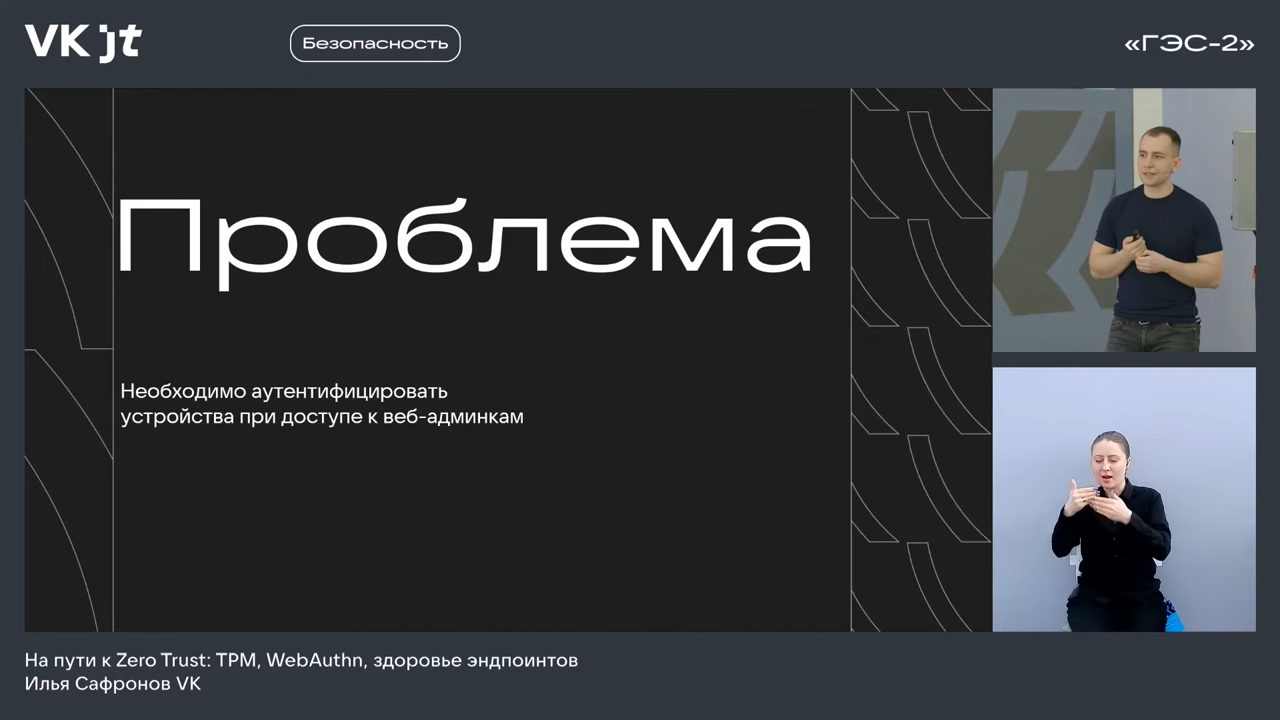 VK jt
Безопасность
«ГЭС-2»
Проблема
Необходимо аутентифицировать
устройства при доступе к веб-админкам
На пути к Zero Trust: TPM, WebAuthn, здоровье эндпоинтов
Илья Сафронов VK